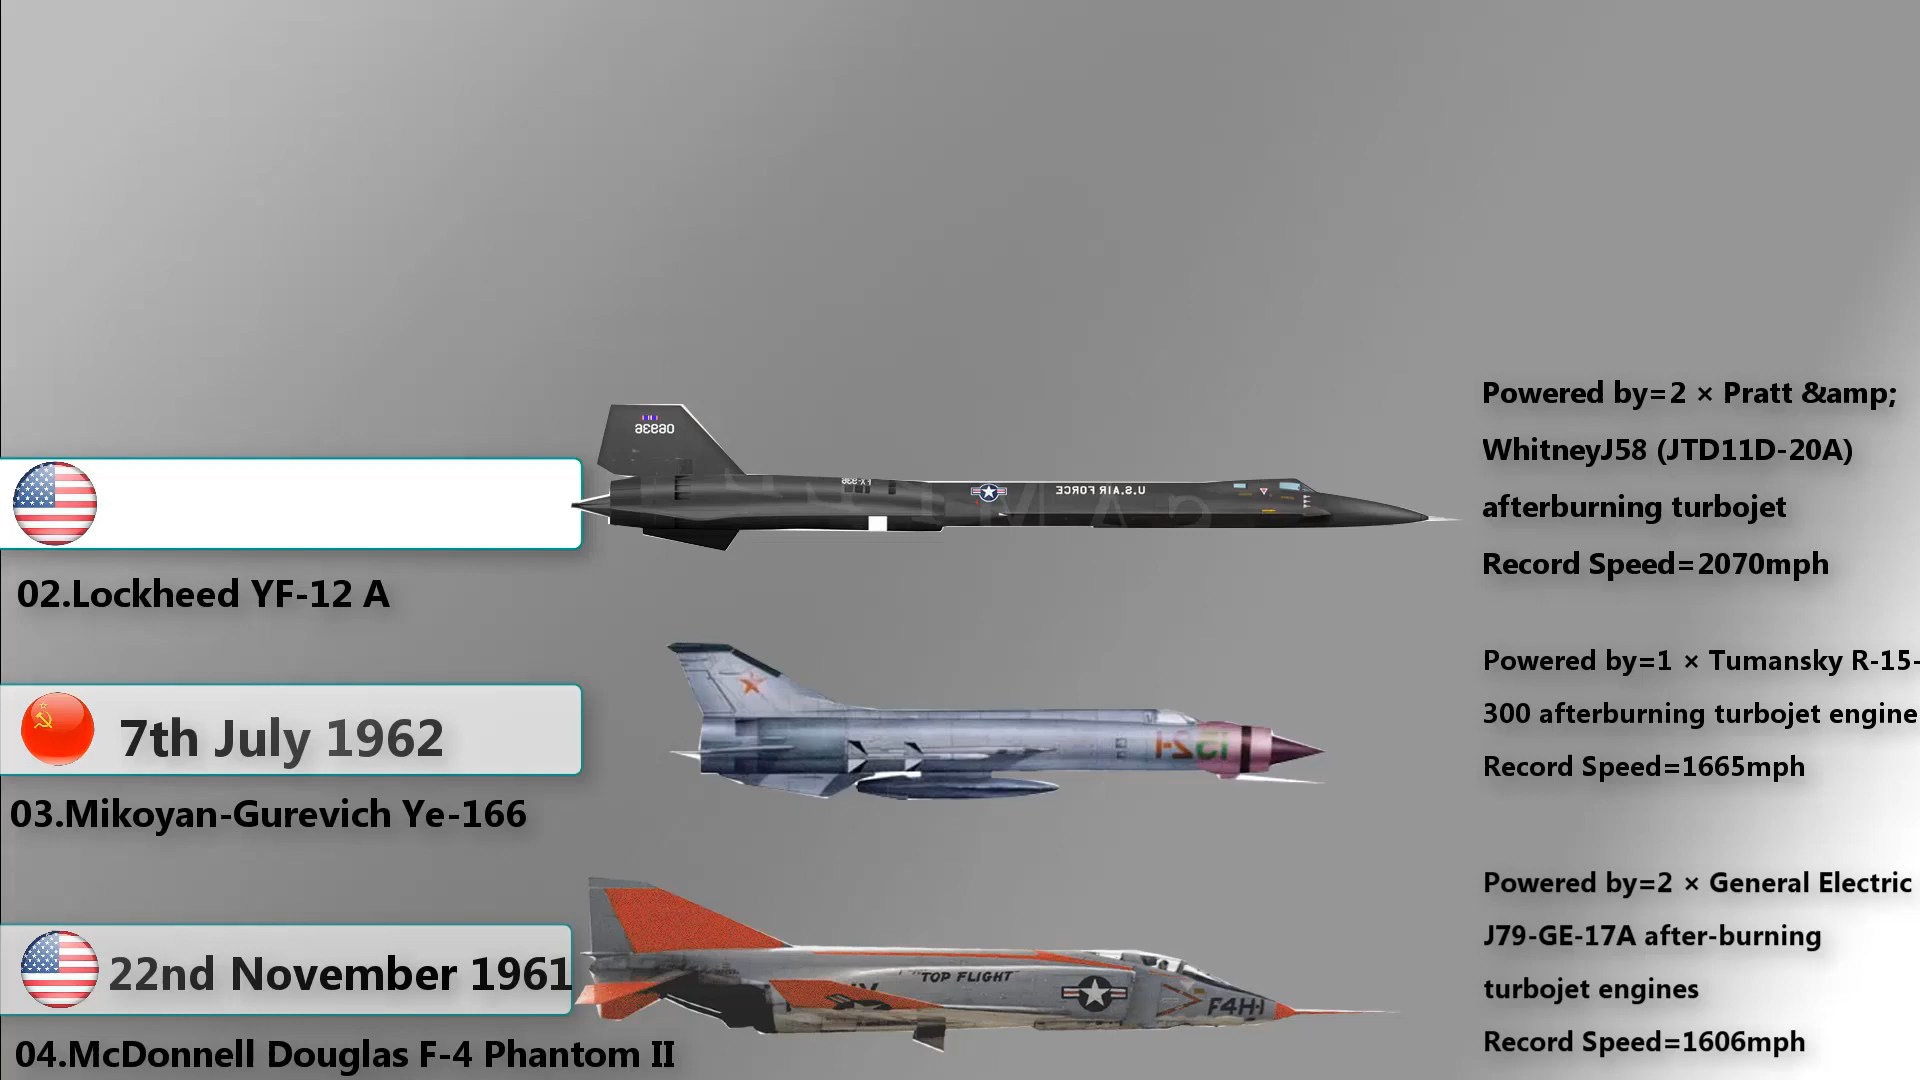 Powered by=2 × Pratt &amp;
WhitneyJ58 (JTD11D-20A)
afterburning turbojet
Record Speed=2070mph
06936
FX-936
U.S.AIR FORCE
02.Lockheed YF-12 A
7th July 1962
03.Mikoyan-Gurevich Ye-166
Powered by=1 × Tumansky R-15-
300 afterburning turbojet engine
Record Speed=1665mph
22nd November 1961
"TOP FLIGHT"
F4H-1
04.McDonnell Douglas F-4 Phantom II
Powered by=2 × General Electric
J79-GE-17A after-burning
turbojet engines
Record Speed=1606mph